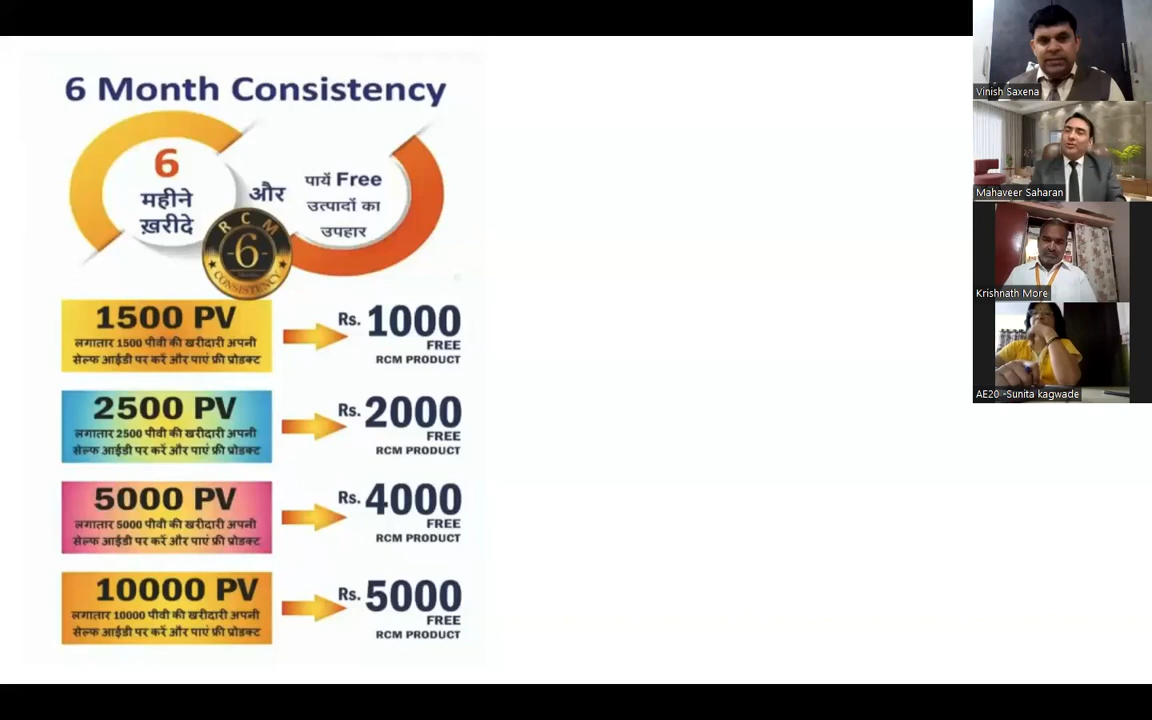 6 Month Consistency
6
महीने
ख़रीदे
और
पायें Free
उत्पादों का
उपहार
RCM
6
CONSISTENCY
1500 PV
लगातार 1500 पीवी की खरीदारी अपनी
सेल्फ आईडी पर करें और पाएं फ्री प्रोडक्ट
Rs. 1000
FREE
RCM PRODUCT
2500 PV
लगातार 2500 पीवी की खरीदारी अपनी
सेल्फ आईडी पर करें और पाएं फ्री प्रोडक्ट
Rs. 2000
FREE
RCM PRODUCT
5000 PV
लगातार 5000 पीवी की खरीदारी अपनी
सेल्फ आईडी पर करें और पाएं फ्री प्रोडक्ट
Rs. 4000
FREE
RCM PRODUCT
10000 PV
लगातार 10000 पीवी की खरीदारी अपनी
सेल्फ आईडी पर करें और पाएं फ्री प्रोडक्ट
Rs. 5000
FREE
RCM PRODUCT
Vinish Saxena
Mahaveer Saharan
Krishnath More
AE20 -Sunita kagwade